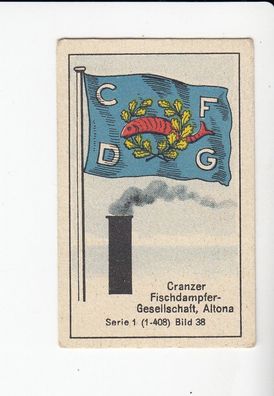 C F
D G
Cranzer
Fischdampfer-
Gesellschaft, Altona
Serie 1 (1-408) Bild 38